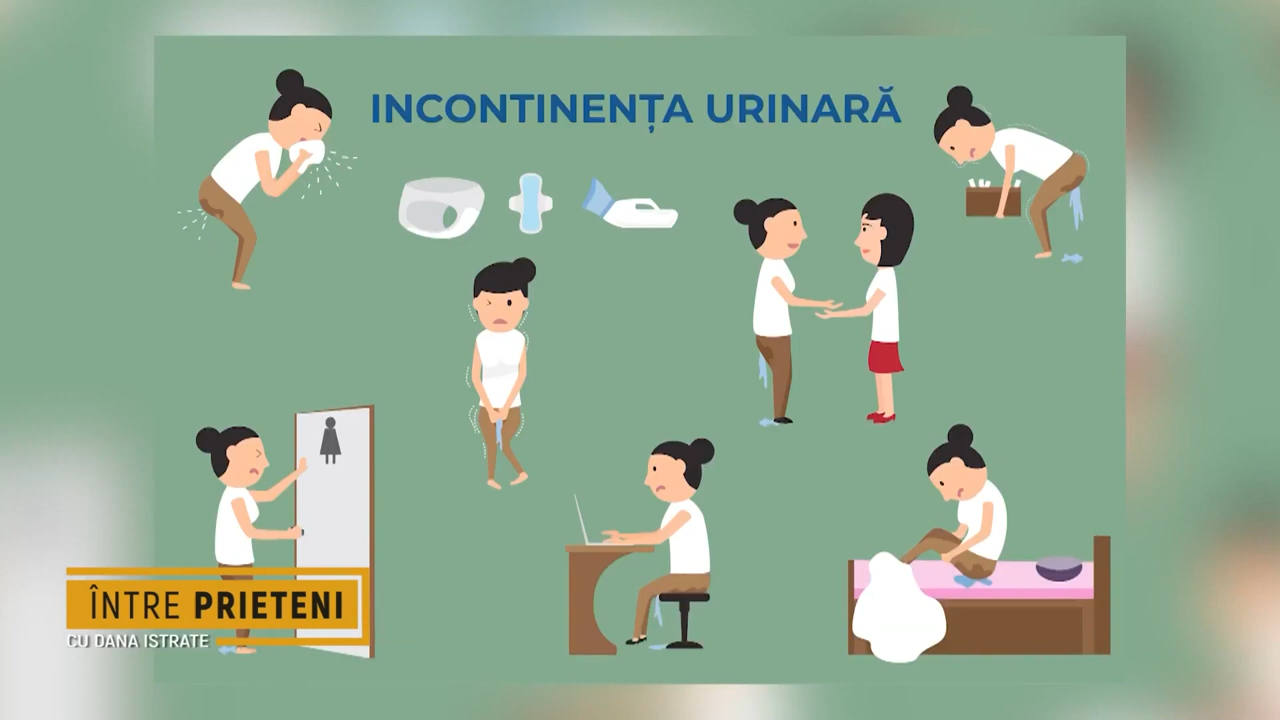 INCONTINENȚA URINARĂ
ÎNTRE PRIETENI
CU DANA ISTRATE